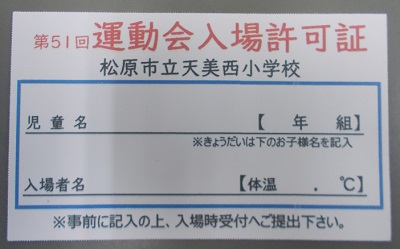 第51回 運動会入場許可証
松原市立天美西小学校
児童名 【 年 組】
※きょうだいは下のお子様名を記入
入場者名 【体温 . ℃】
※事前に記入の上、入場時受付へご提出下さい。